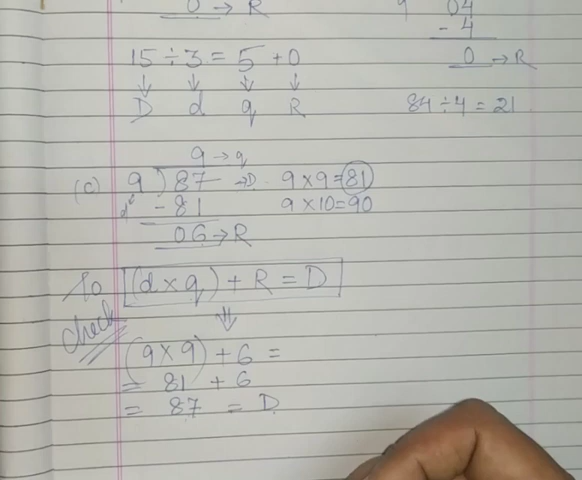 0 → R
04
- 4
0 → R
15 ÷ 3 = 5 + 0
↓ ↓ ↓ ↓
D d q R
84 ÷ 4 = 21
9 → q
(c) 9 ) 87 → D 9 × 9 = 81
d - 81 9 × 10 = 90
06 → R
To check
(d × q) + R = D
⇓
(9 × 9) + 6 =
= 81 + 6
= 87 = D